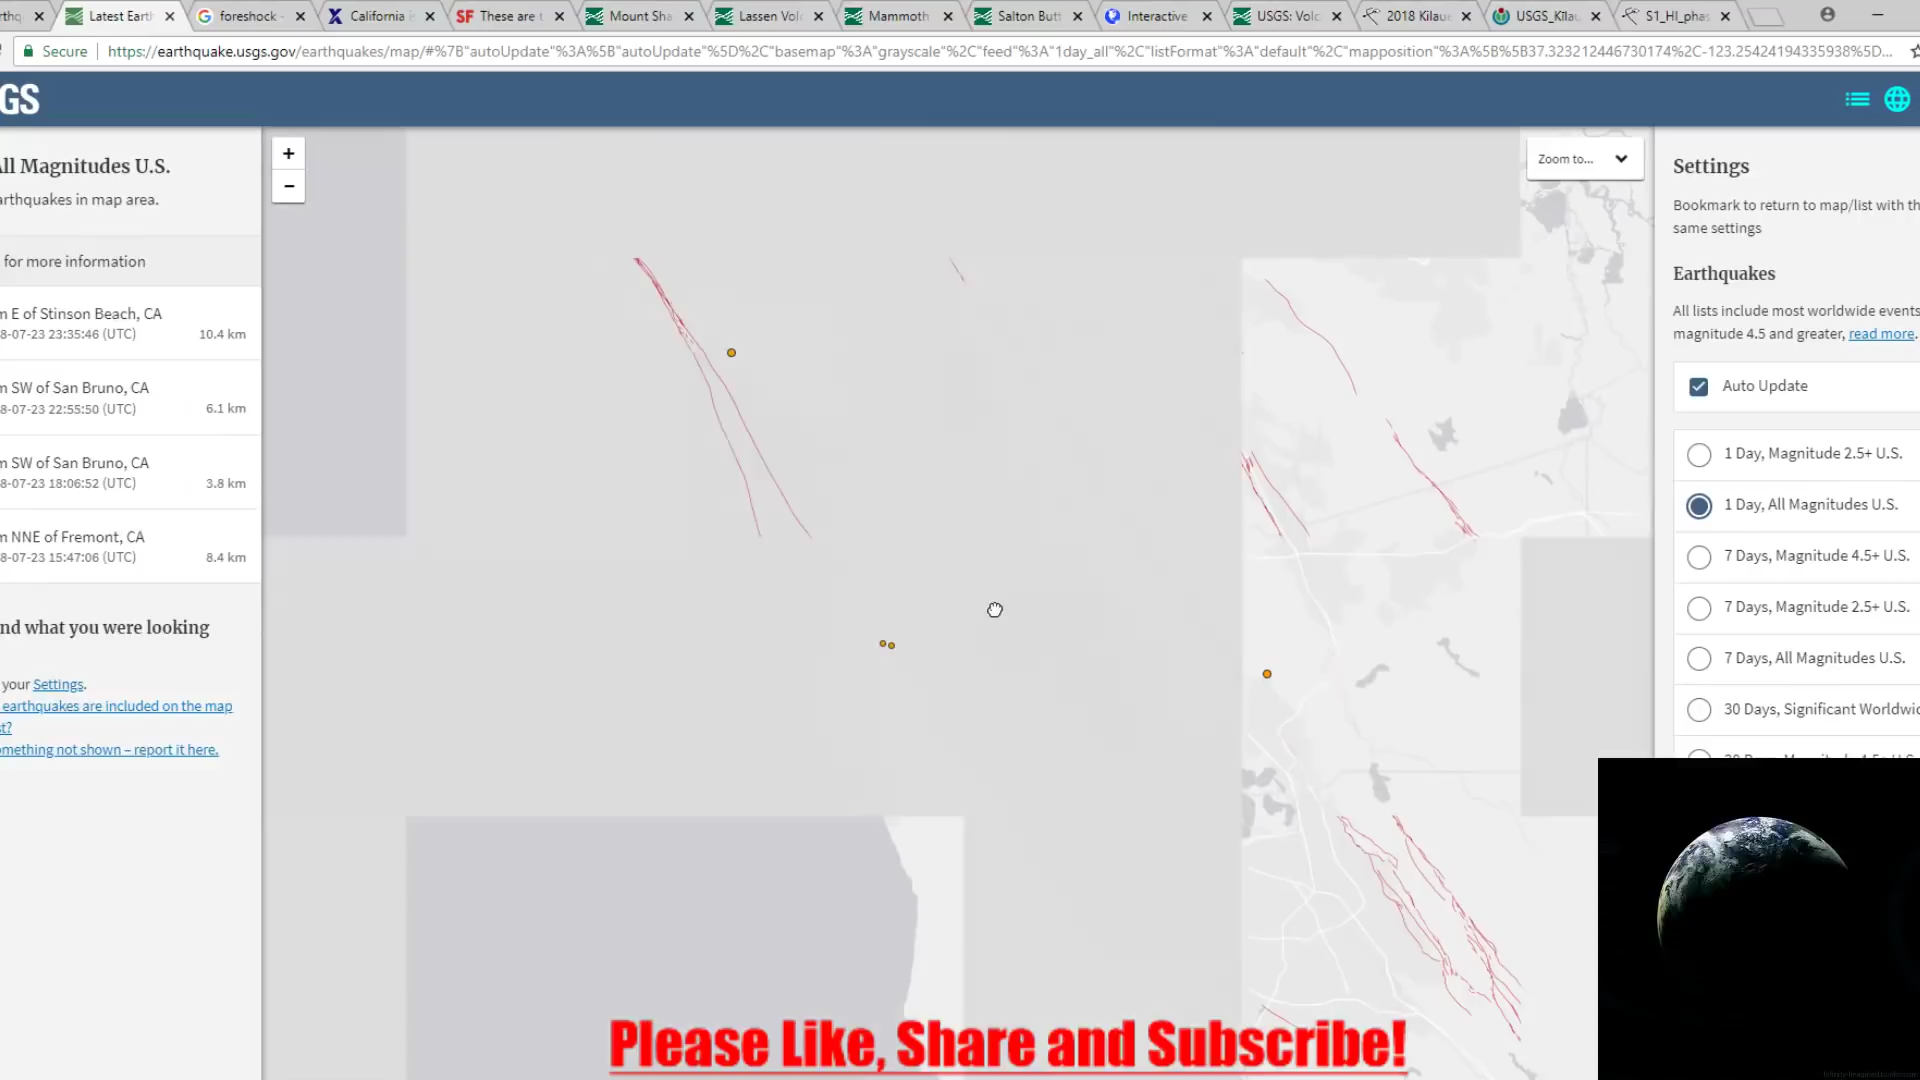 Latest Earth
foreshock -
California is
These are t
Mount Sha
Lassen Vol
Mammoth
Salton Butt
Interactive
USGS: Volc
2018 Kilaue
USGS_Kilau
S1_HI_phas
Secure
https://earthquake.usgs.gov/earthquakes/map/#%7B"autoUpdate"%3A%5B"autoUpdate"%5D%2C"basemap"%3A"grayscale"%2C"feed"%3A"1day_all"%2C"listFormat"%3A"default"%2C"mapposition"%3A%5B%5B37.323212446730174%2C-123.25424194335938%5D...
GS
All Magnitudes U.S.
arthquakes in map area.
for more information
m E of Stinson Beach, CA
8-07-23 23:35:46 (UTC) 10.4 km
m SW of San Bruno, CA
8-07-23 22:55:50 (UTC) 6.1 km
m SW of San Bruno, CA
8-07-23 18:06:52 (UTC) 3.8 km
m NNE of Fremont, CA
8-07-23 15:47:06 (UTC) 8.4 km
nd what you were looking
your Settings.
earthquakes are included on the map
st?
omething not shown – report it here.
+
−
Zoom to...
Settings
Bookmark to return to map/list with th
same settings
Earthquakes
All lists include most worldwide events
magnitude 4.5 and greater, read more.
Auto Update
1 Day, Magnitude 2.5+ U.S.
1 Day, All Magnitudes U.S.
7 Days, Magnitude 4.5+ U.S.
7 Days, Magnitude 2.5+ U.S.
7 Days, All Magnitudes U.S.
30 Days, Significant Worldwid
Please Like, Share and Subscribe!